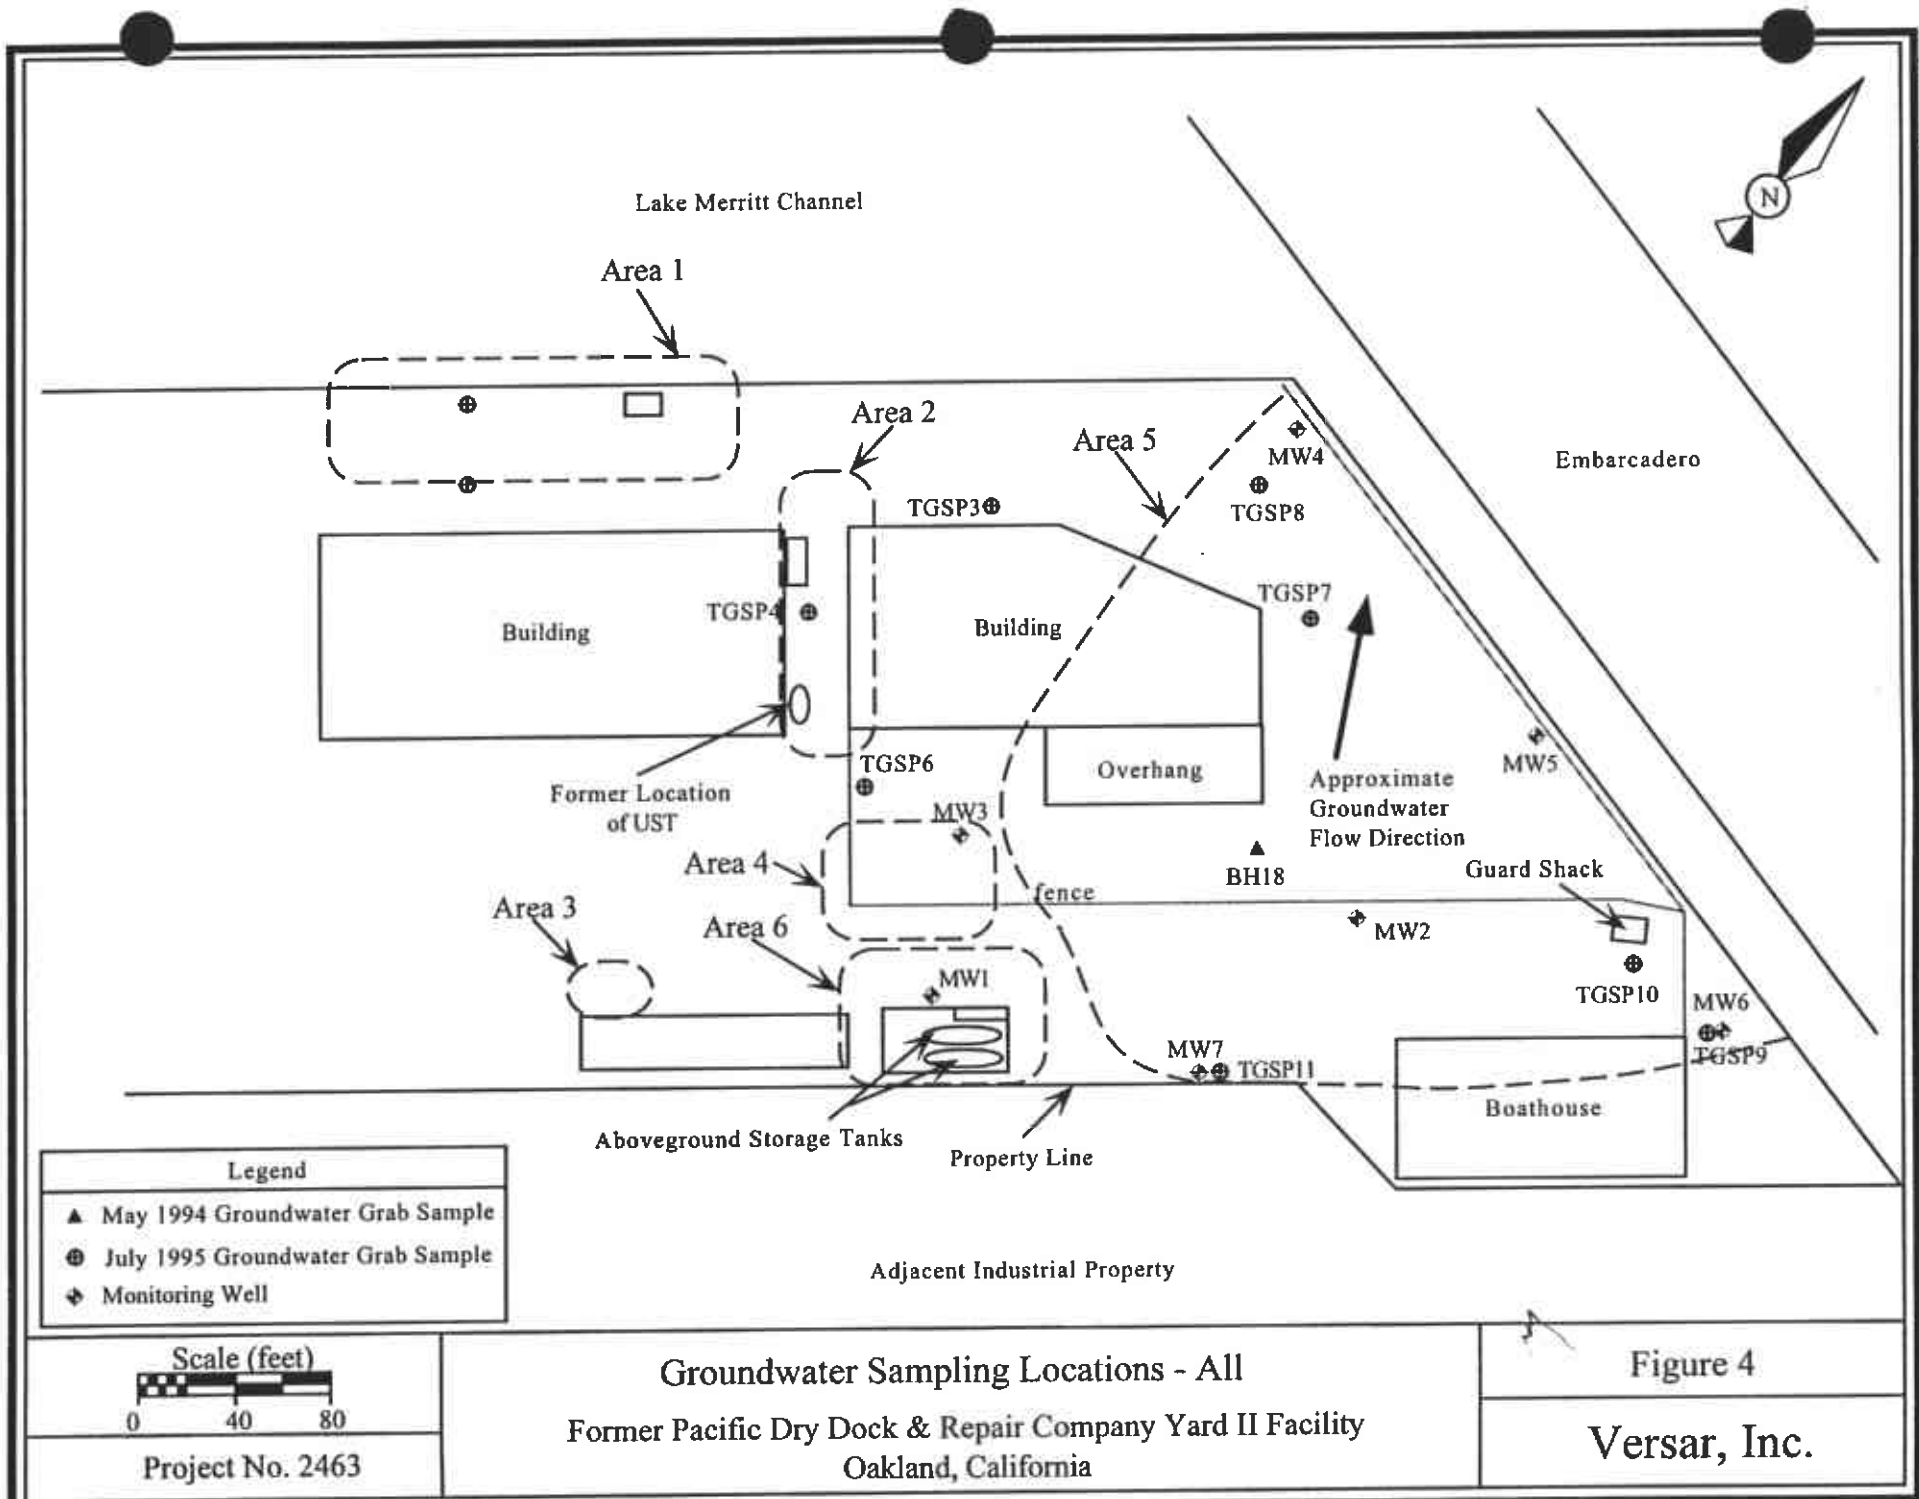 N
Lake Merritt Channel
Area 1
Area 2
Area 5
MW4
Embarcadero
TGSP3
TGSP8
TGSP7
TGSP4
Building
Building
MW5
TGSP6
Overhang
Former Location
of UST
Approximate
Groundwater
Flow Direction
MW3
Area 4
BH18
Guard Shack
fence
Area 3
Area 6
MW2
MW1
TGSP10
MW6
TGSP9
MW7
TGSP11
Boathouse
Aboveground Storage Tanks
Property Line
Legend
May 1994 Groundwater Grab Sample
July 1995 Groundwater Grab Sample
Monitoring Well
Adjacent Industrial Property
Scale (feet)
0 40 80
Project No. 2463
Groundwater Sampling Locations - All
Former Pacific Dry Dock & Repair Company Yard II Facility
Oakland, California
Figure 4
Versar, Inc.